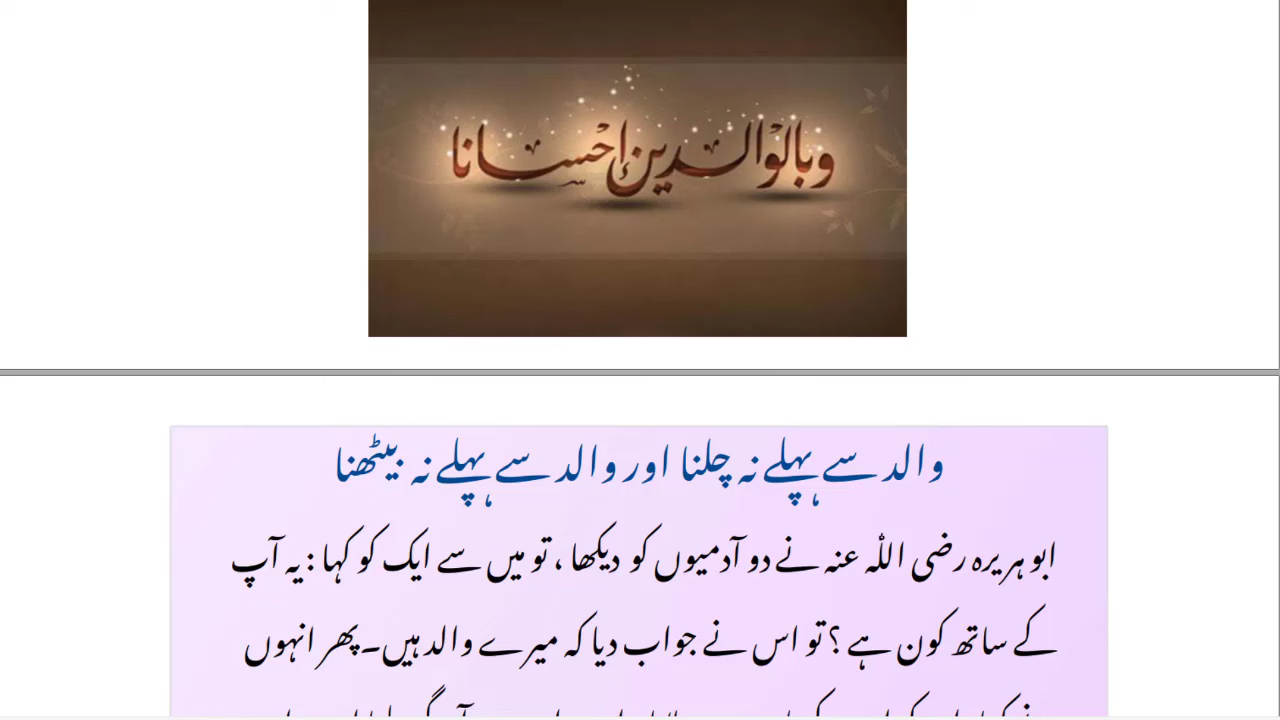 وبالوالدين إحسانا
والد سے پہلے نہ چلنا اور والد سے پہلے نہ بیٹھنا
ابو ہریرہ رضی اللہ عنہ نے دو آدمیوں کو دیکھا ، تو میں سے ایک کو کہا : یہ آپ
کے ساتھ کون ہے ؟ تو اس نے جواب دیا کہ میرے والد ہیں۔ پھر انہوں